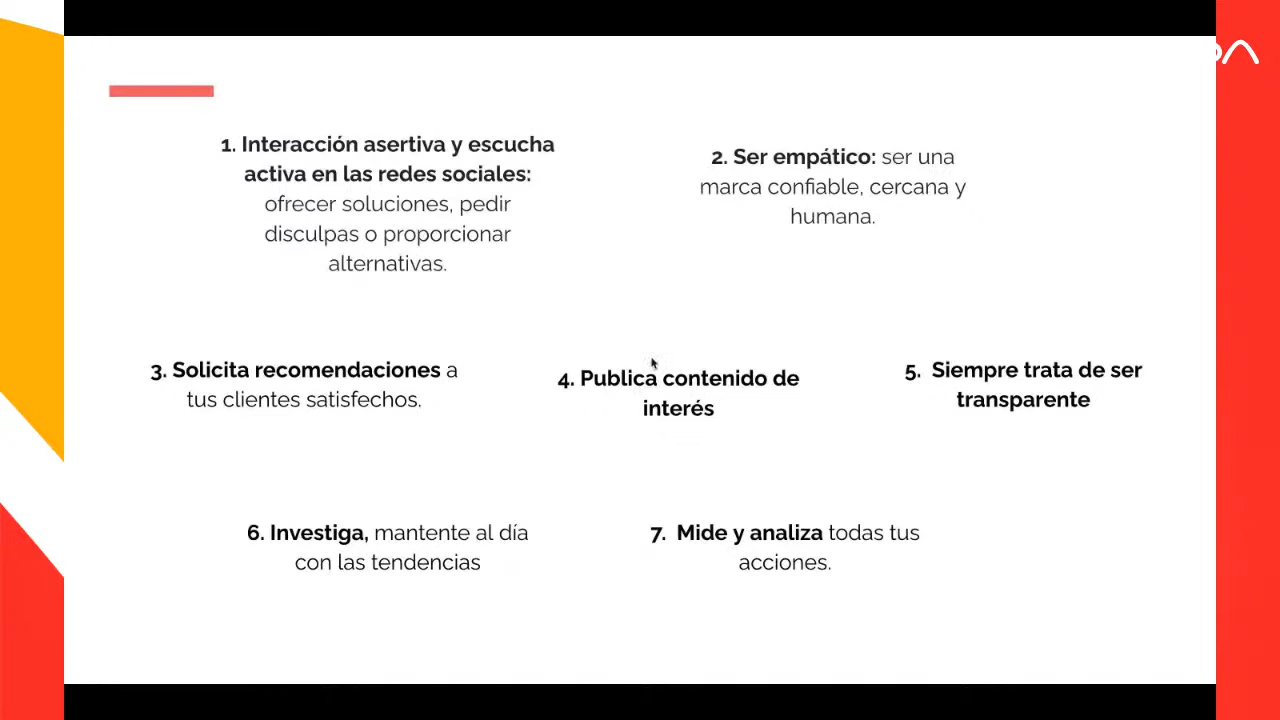 1. Interacción asertiva y escucha
activa en las redes sociales:
ofrecer soluciones, pedir
disculpas o proporcionar
alternativas.
2. Ser empático: ser una
marca confiable, cercana y
humana.
3. Solicita recomendaciones a
tus clientes satisfechos.
4. Publica contenido de
interés
5. Siempre trata de ser
transparente
6. Investiga, mantente al día
con las tendencias
7. Mide y analiza todas tus
acciones.